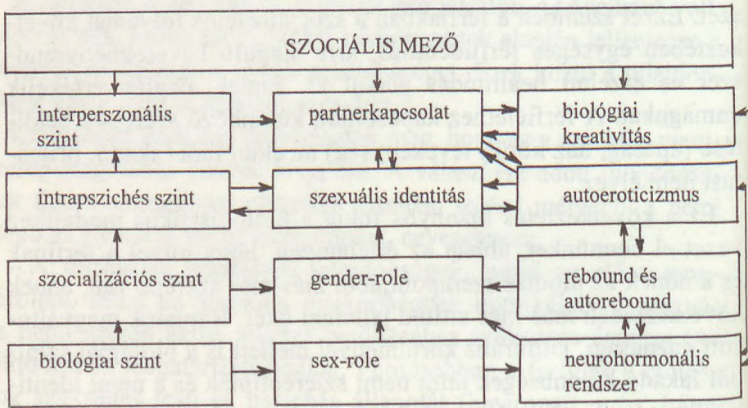 SZOCIÁLIS MEZŐ
interperszonális
szint
partnerkapcsolat
biológiai
kreativitás
intrapszichés szint
szexuális identitás
autoeroticizmus
szocializációs szint
gender-role
rebound és
autorebound
biológiai szint
sex-role
neurohormonális
rendszer